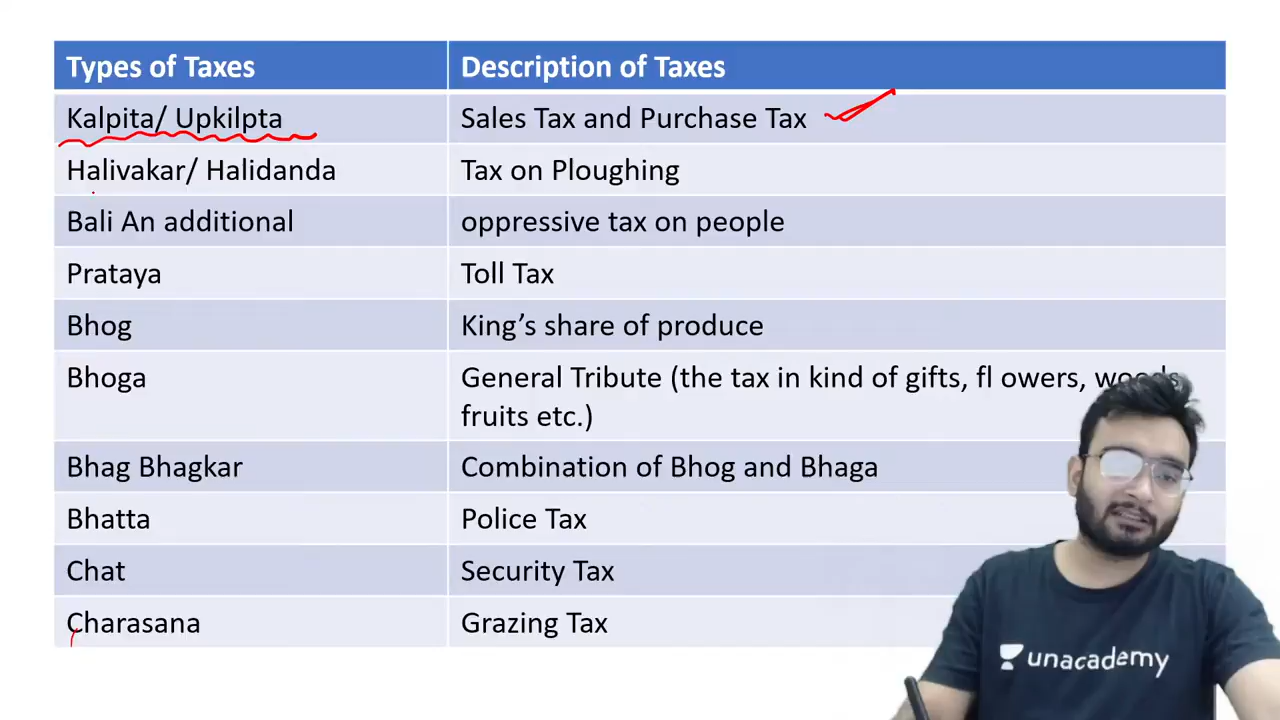 Types of Taxes Description of Taxes
Kalpita/ Upkilpta Sales Tax and Purchase Tax
Halivakar/ Halidanda Tax on Ploughing
Bali An additional oppressive tax on people
Prataya Toll Tax
Bhog King’s share of produce
Bhoga General Tribute (the tax in kind of gifts, fl owers, woods
fruits etc.)
Bhag Bhagkar Combination of Bhog and Bhaga
Bhatta Police Tax
Chat Security Tax
Charasana Grazing Tax
unacademy